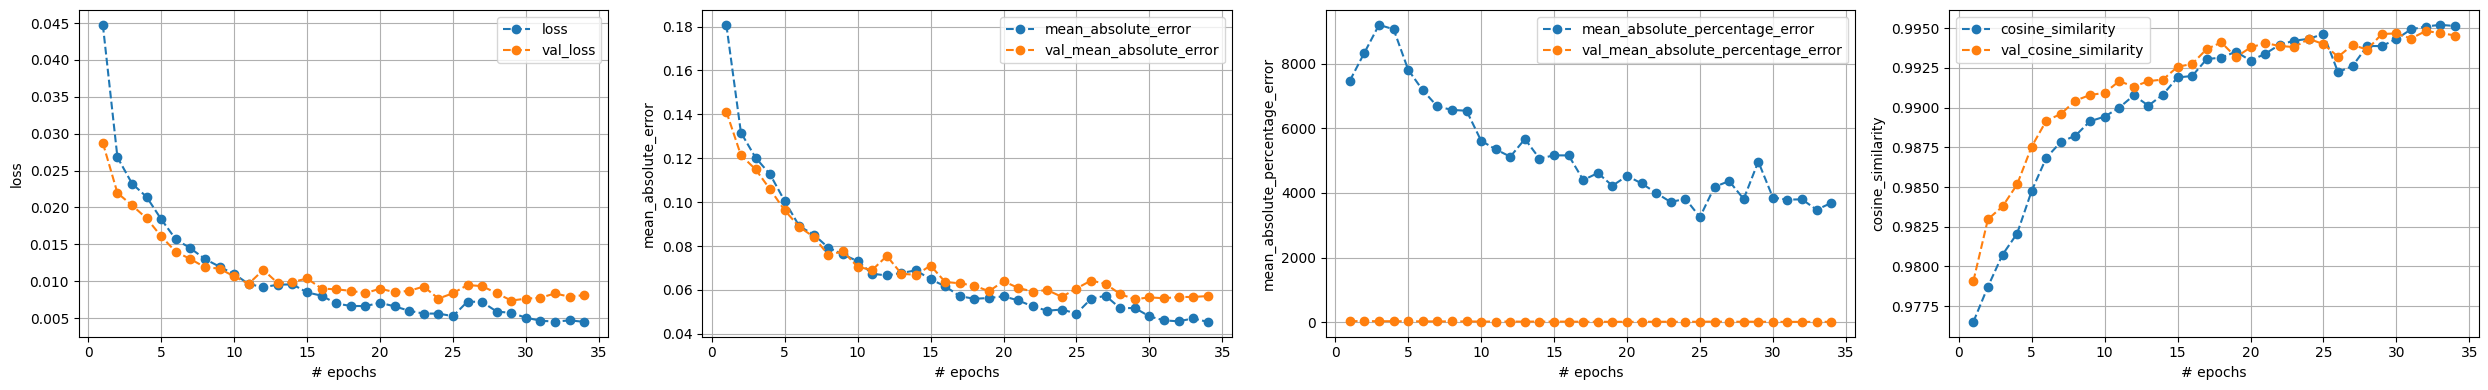 loss
0.045
0.040
0.035
0.030
0.025
0.020
0.015
0.010
0.005
0 5 10 15 20 25 30 35
# epochs
loss
val_loss
mean_absolute_error
0.18
0.16
0.14
0.12
0.10
0.08
0.06
0.04
0 5 10 15 20 25 30 35
# epochs
mean_absolute_error
val_mean_absolute_error
mean_absolute_percentage_error
8000
6000
4000
2000
0
0 5 10 15 20 25 30 35
# epochs
mean_absolute_percentage_error
val_mean_absolute_percentage_error
cosine_similarity
0.9950
0.9925
0.9900
0.9875
0.9850
0.9825
0.9800
0.9775
0 5 10 15 20 25 30 35
# epochs
cosine_similarity
val_cosine_similarity